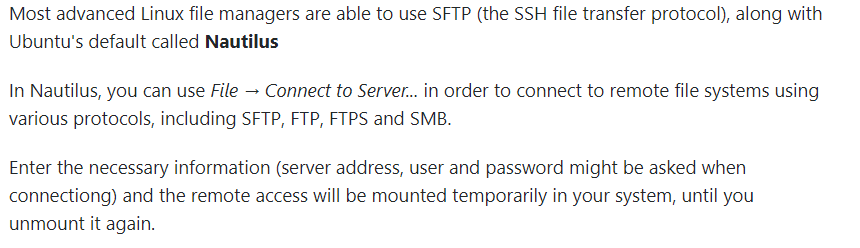 Most advanced Linux file managers are able to use SFTP (the SSH file transfer protocol), along with
Ubuntu's default called Nautilus
In Nautilus, you can use File → Connect to Server... in order to connect to remote file systems using
various protocols, including SFTP, FTP, FTPS and SMB.
Enter the necessary information (server address, user and password might be asked when
connectiong) and the remote access will be mounted temporarily in your system, until you
unmount it again.